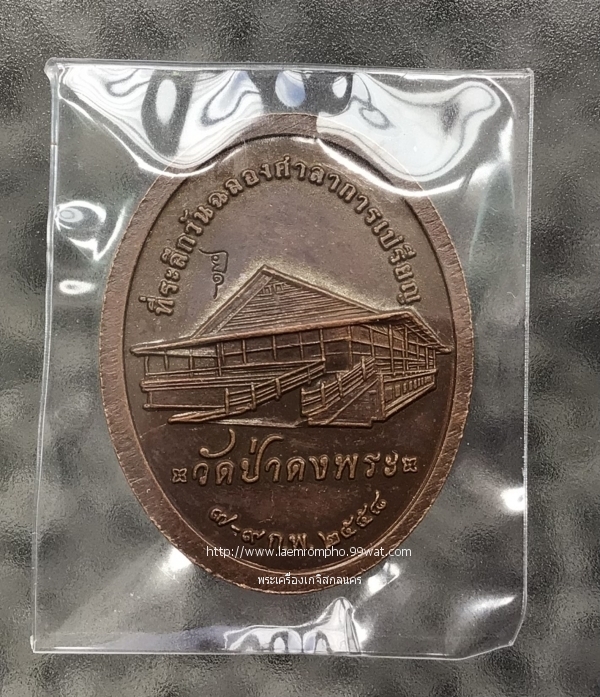 ที่ระลึกวันฉลองศาลาการเปรียญ
วัดป่าดงพระ
๗-๙ ก.พ. ๒๕๕๔
http://www.laemrompho.99wat.com
พระเครื่องเกจิสกลนคร